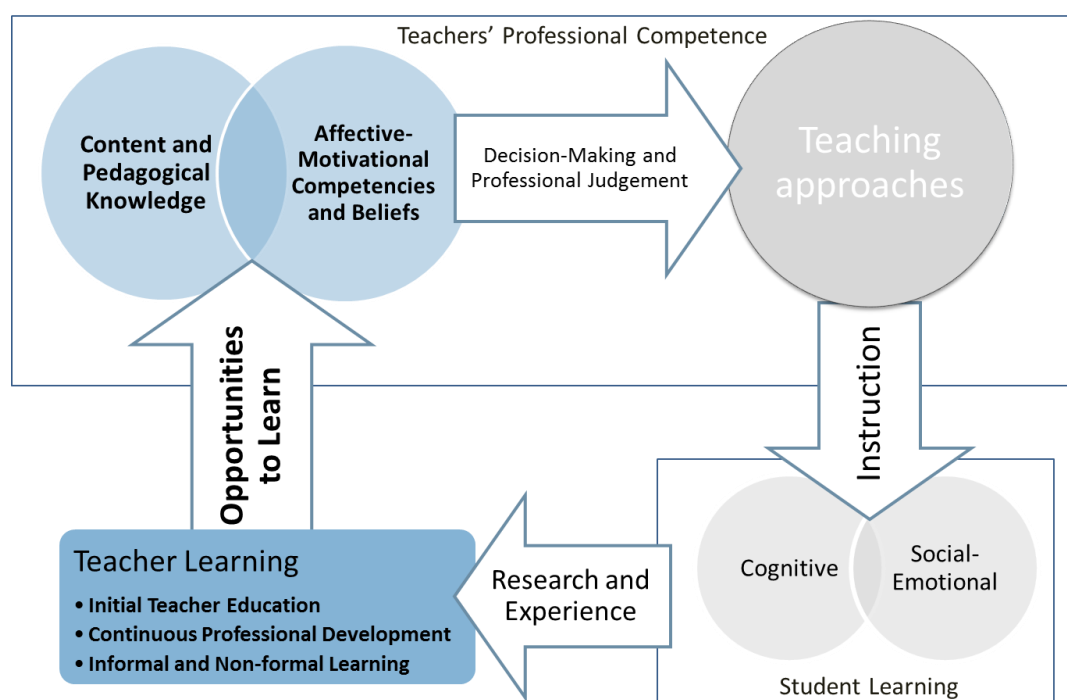 Teachers’ Professional Competence
Content and
Pedagogical
Knowledge
Affective-
Motivational
Competencies
and Beliefs
Decision-Making and
Professional Judgement
Teaching
approaches
Opportunities
to Learn
Instruction
Teacher Learning
• Initial Teacher Education
• Continuous Professional Development
• Informal and Non-formal Learning
Research and
Experience
Cognitive
Social-
Emotional
Student Learning